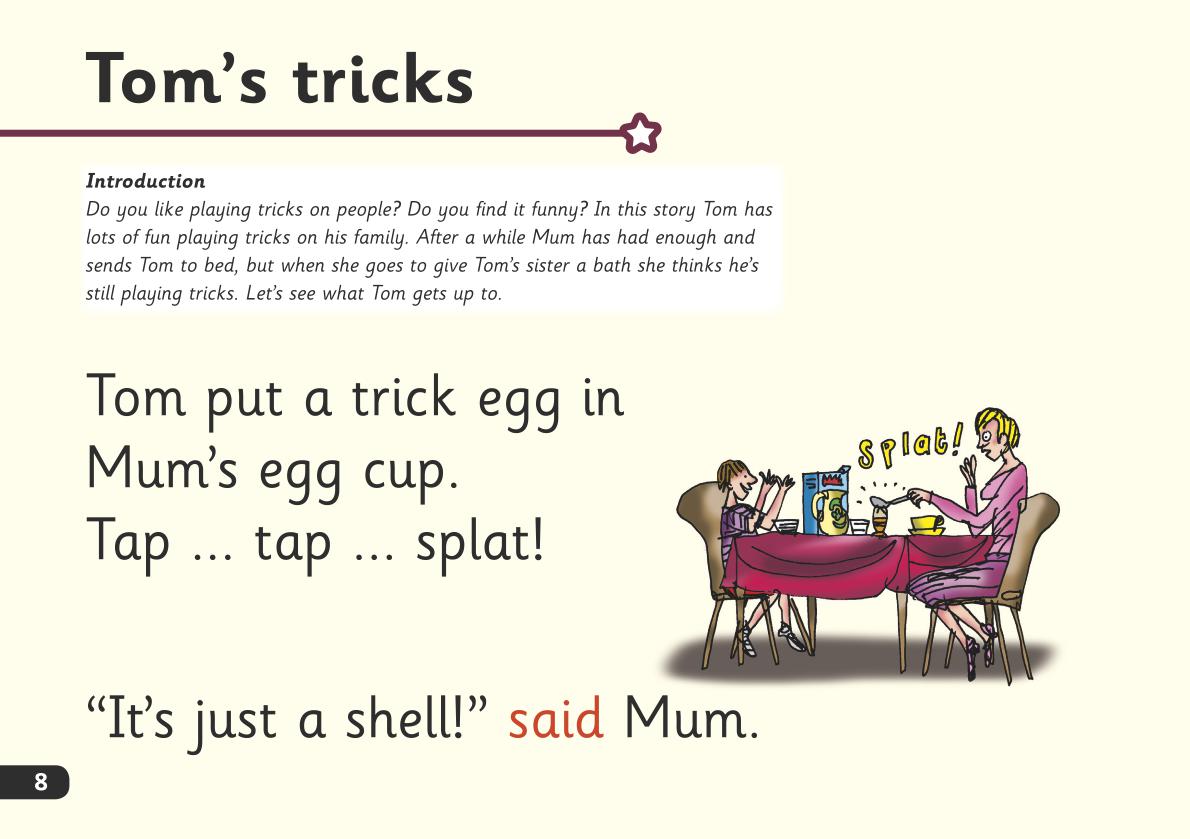 Tom’s tricks
Introduction
Do you like playing tricks on people? Do you find it funny? In this story Tom has
lots of fun playing tricks on his family. After a while Mum has had enough and
sends Tom to bed, but when she goes to give Tom’s sister a bath she thinks he’s
still playing tricks. Let’s see what Tom gets up to.
Tom put a trick egg in
Mum’s egg cup.
Tap ... tap ... splat!
splat!
“It’s just a shell!” said Mum.
8